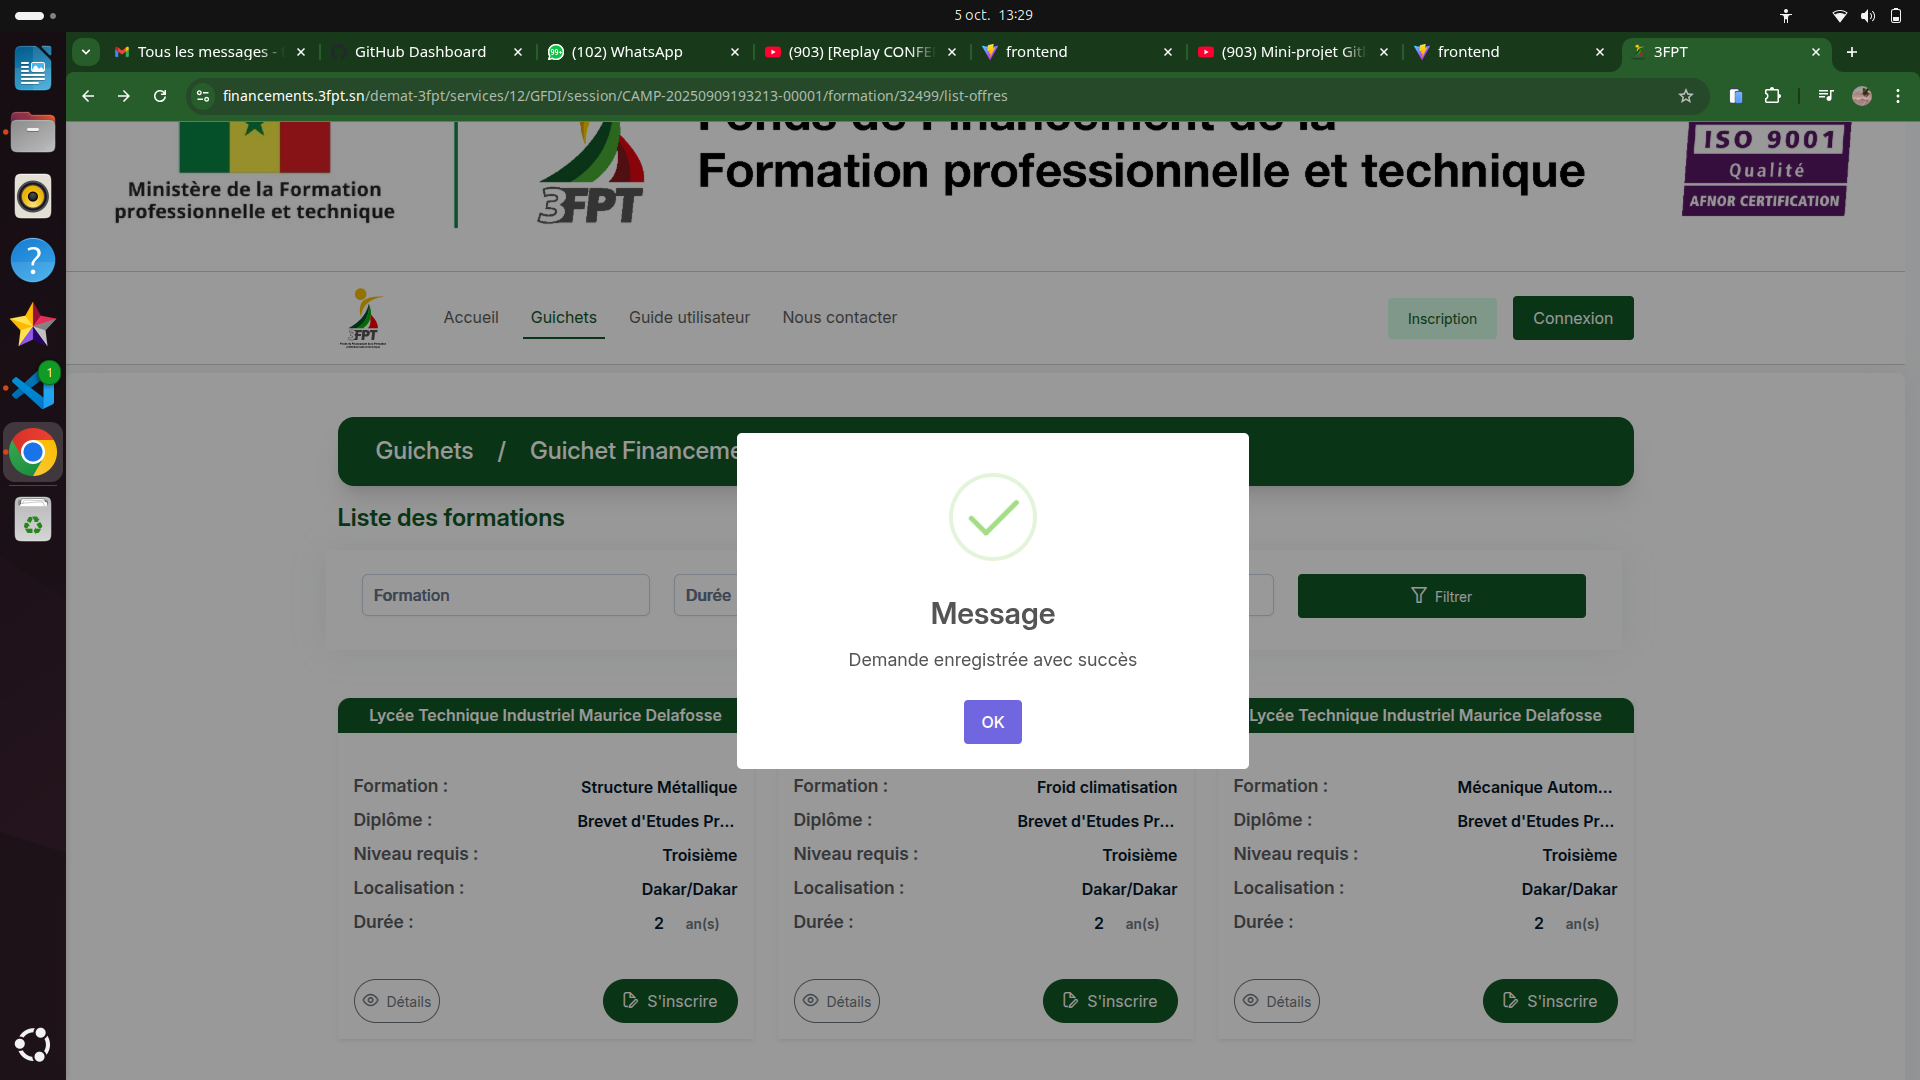 5 oct. 13:29
Tous les messages -
GitHub Dashboard
(102) WhatsApp
(903) [Replay CONFE
frontend
(903) Mini-projet Git
frontend
3FPT
financements.3fpt.sn/demat-3fpt/services/12/GFDI/session/CAMP-20250909193213-00001/formation/32499/list-offres
Ministère de la Formation
professionnelle et technique
3FPT
Fonds de Financement de la
Formation professionnelle et technique
ISO 9001
Qualité
AFNOR CERTIFICATION
3FPT
Accueil
Guichets
Guide utilisateur
Nous contacter
Inscription
Connexion
Guichets / Guichet Financeme
Liste des formations
Formation
Durée
Filtrer
Message
Demande enregistrée avec succès
OK
Lycée Technique Industriel Maurice Delafosse
Formation : Structure Métallique
Diplôme : Brevet d'Etudes Pr...
Niveau requis : Troisième
Localisation : Dakar/Dakar
Durée : 2 an(s)
Détails
S'inscrire
Formation : Froid climatisation
Diplôme : Brevet d'Etudes Pr...
Niveau requis : Troisième
Localisation : Dakar/Dakar
Durée : 2 an(s)
Détails
S'inscrire
Lycée Technique Industriel Maurice Delafosse
Formation : Mécanique Autom...
Diplôme : Brevet d'Etudes Pr...
Niveau requis : Troisième
Localisation : Dakar/Dakar
Durée : 2 an(s)
Détails
S'inscrire
1